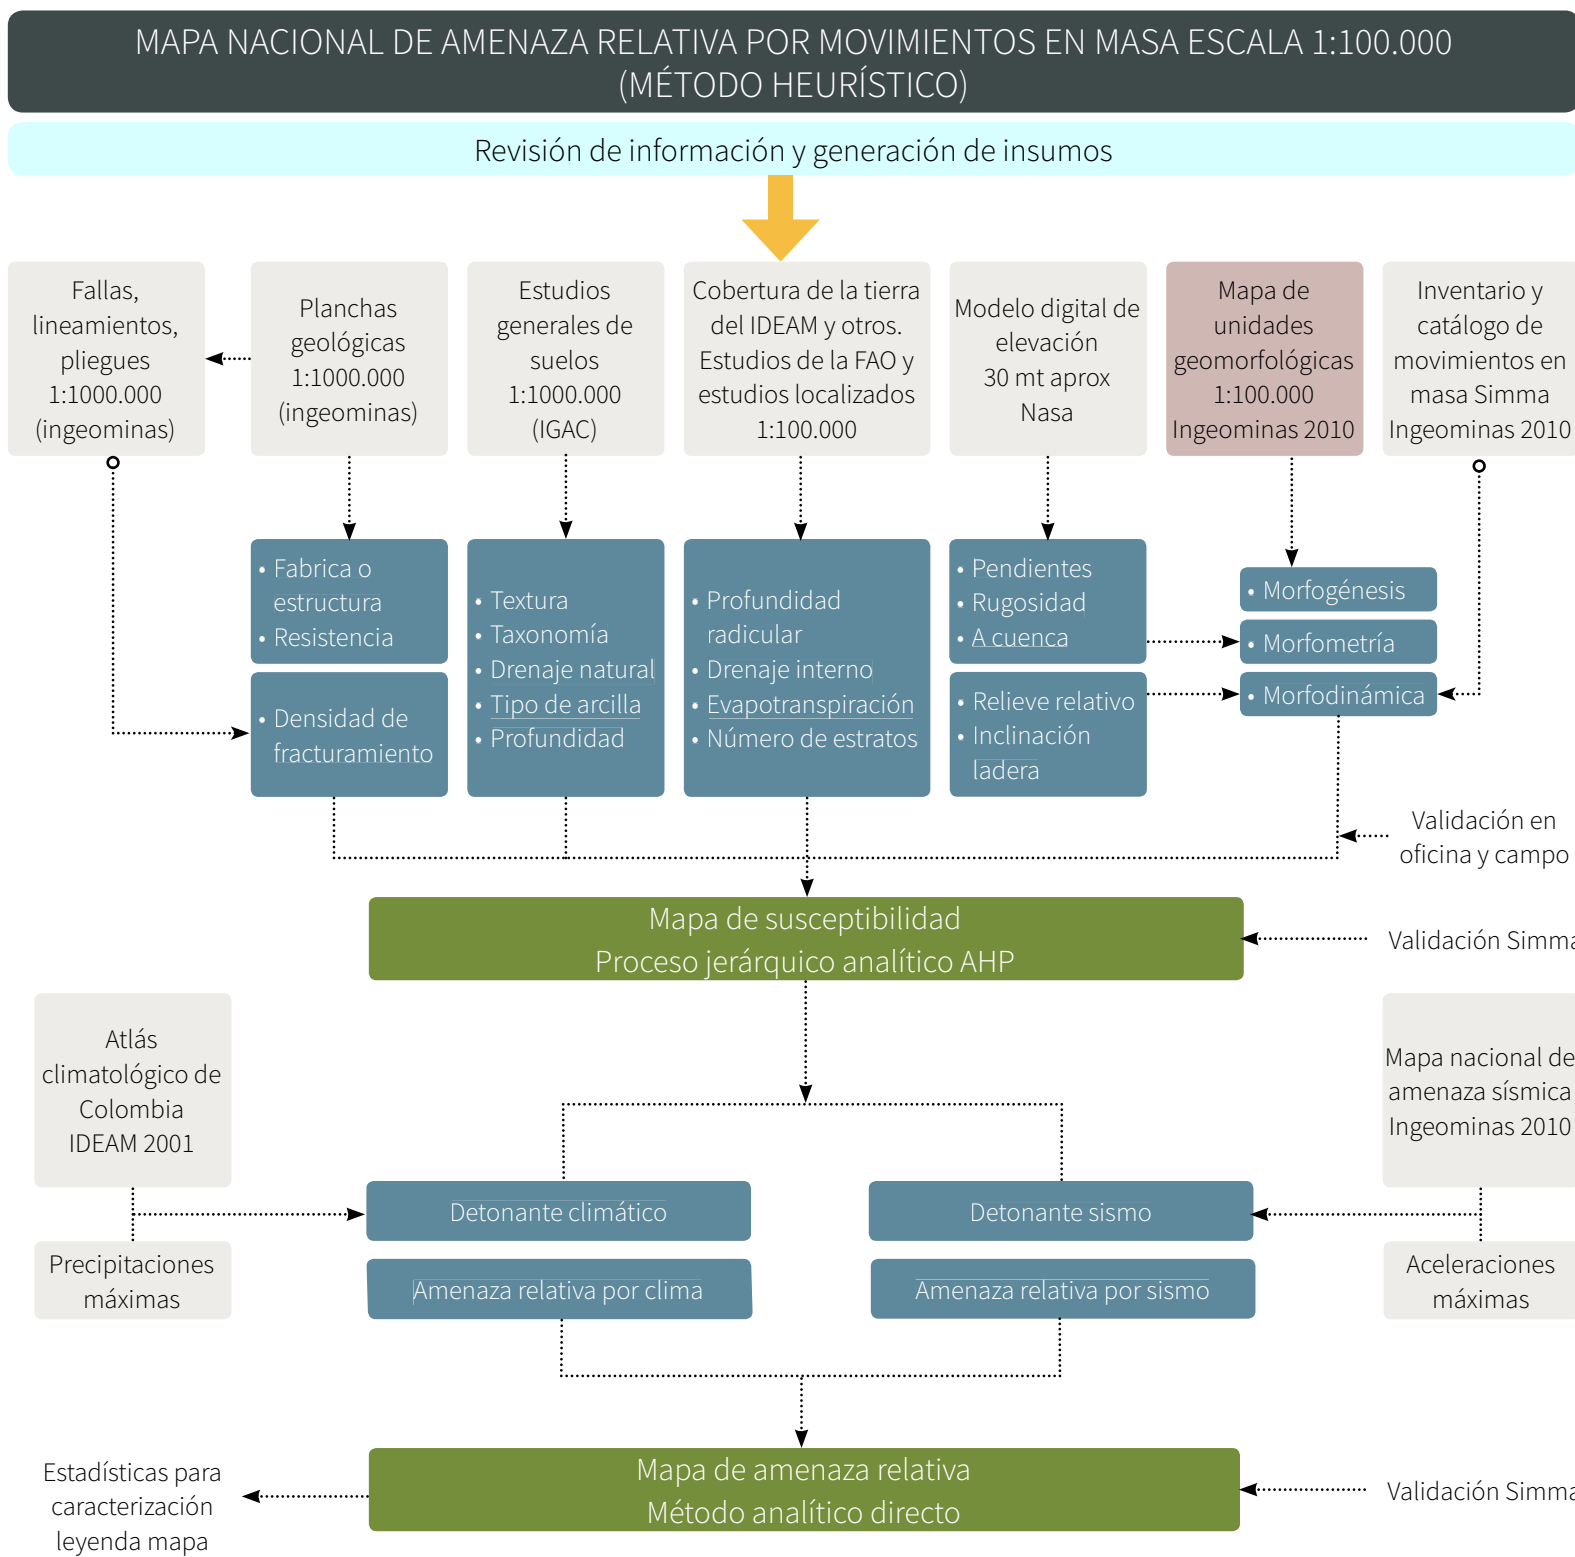 MAPA NACIONAL DE AMENAZA RELATIVA POR MOVIMIENTOS EN MASA ESCALA 1:100.000
(MÉTODO HEURÍSTICO)
Revisión de información y generación de insumos
Fallas,
lineamientos,
pliegues
1:1000.000
(ingeominas)
Planchas
geológicas
1:1000.000
(ingeominas)
Estudios
generales de
suelos
1:1000.000
(IGAC)
Cobertura de la tierra
del IDEAM y otros.
Estudios de la FAO y
estudios localizados
1:100.000
Modelo digital de
elevación
30 mt aprox
Nasa
Mapa de
unidades
geomorfológicas
1:100.000
Ingeominas 2010
Inventario y
catálogo de
movimientos en
masa Simma
Ingeominas 2010
• Fabrica o
estructura
• Resistencia
• Densidad de
fracturamiento
• Textura
• Taxonomía
• Drenaje natural
• Tipo de arcilla
• Profundidad
• Profundidad
radicular
• Drenaje interno
• Evapotranspiración
• Número de estratos
• Pendientes
• Rugosidad
• A cuenca
• Relieve relativo
• Inclinación
ladera
• Morfogénesis
• Morfometría
• Morfodinámica
Validación en
oficina y campo
Mapa de susceptibilidad
Proceso jerárquico analítico AHP
Validación Simma
Atlás
climatológico de
Colombia
IDEAM 2001
Mapa nacional de
amenaza sísmica
Ingeominas 2010
Detonante climático
Detonante sismo
Precipitaciones
máximas
Amenaza relativa por clima
Amenaza relativa por sismo
Aceleraciones
máximas
Estadísticas para
caracterización
leyenda mapa
Mapa de amenaza relativa
Método analítico directo
Validación Simma